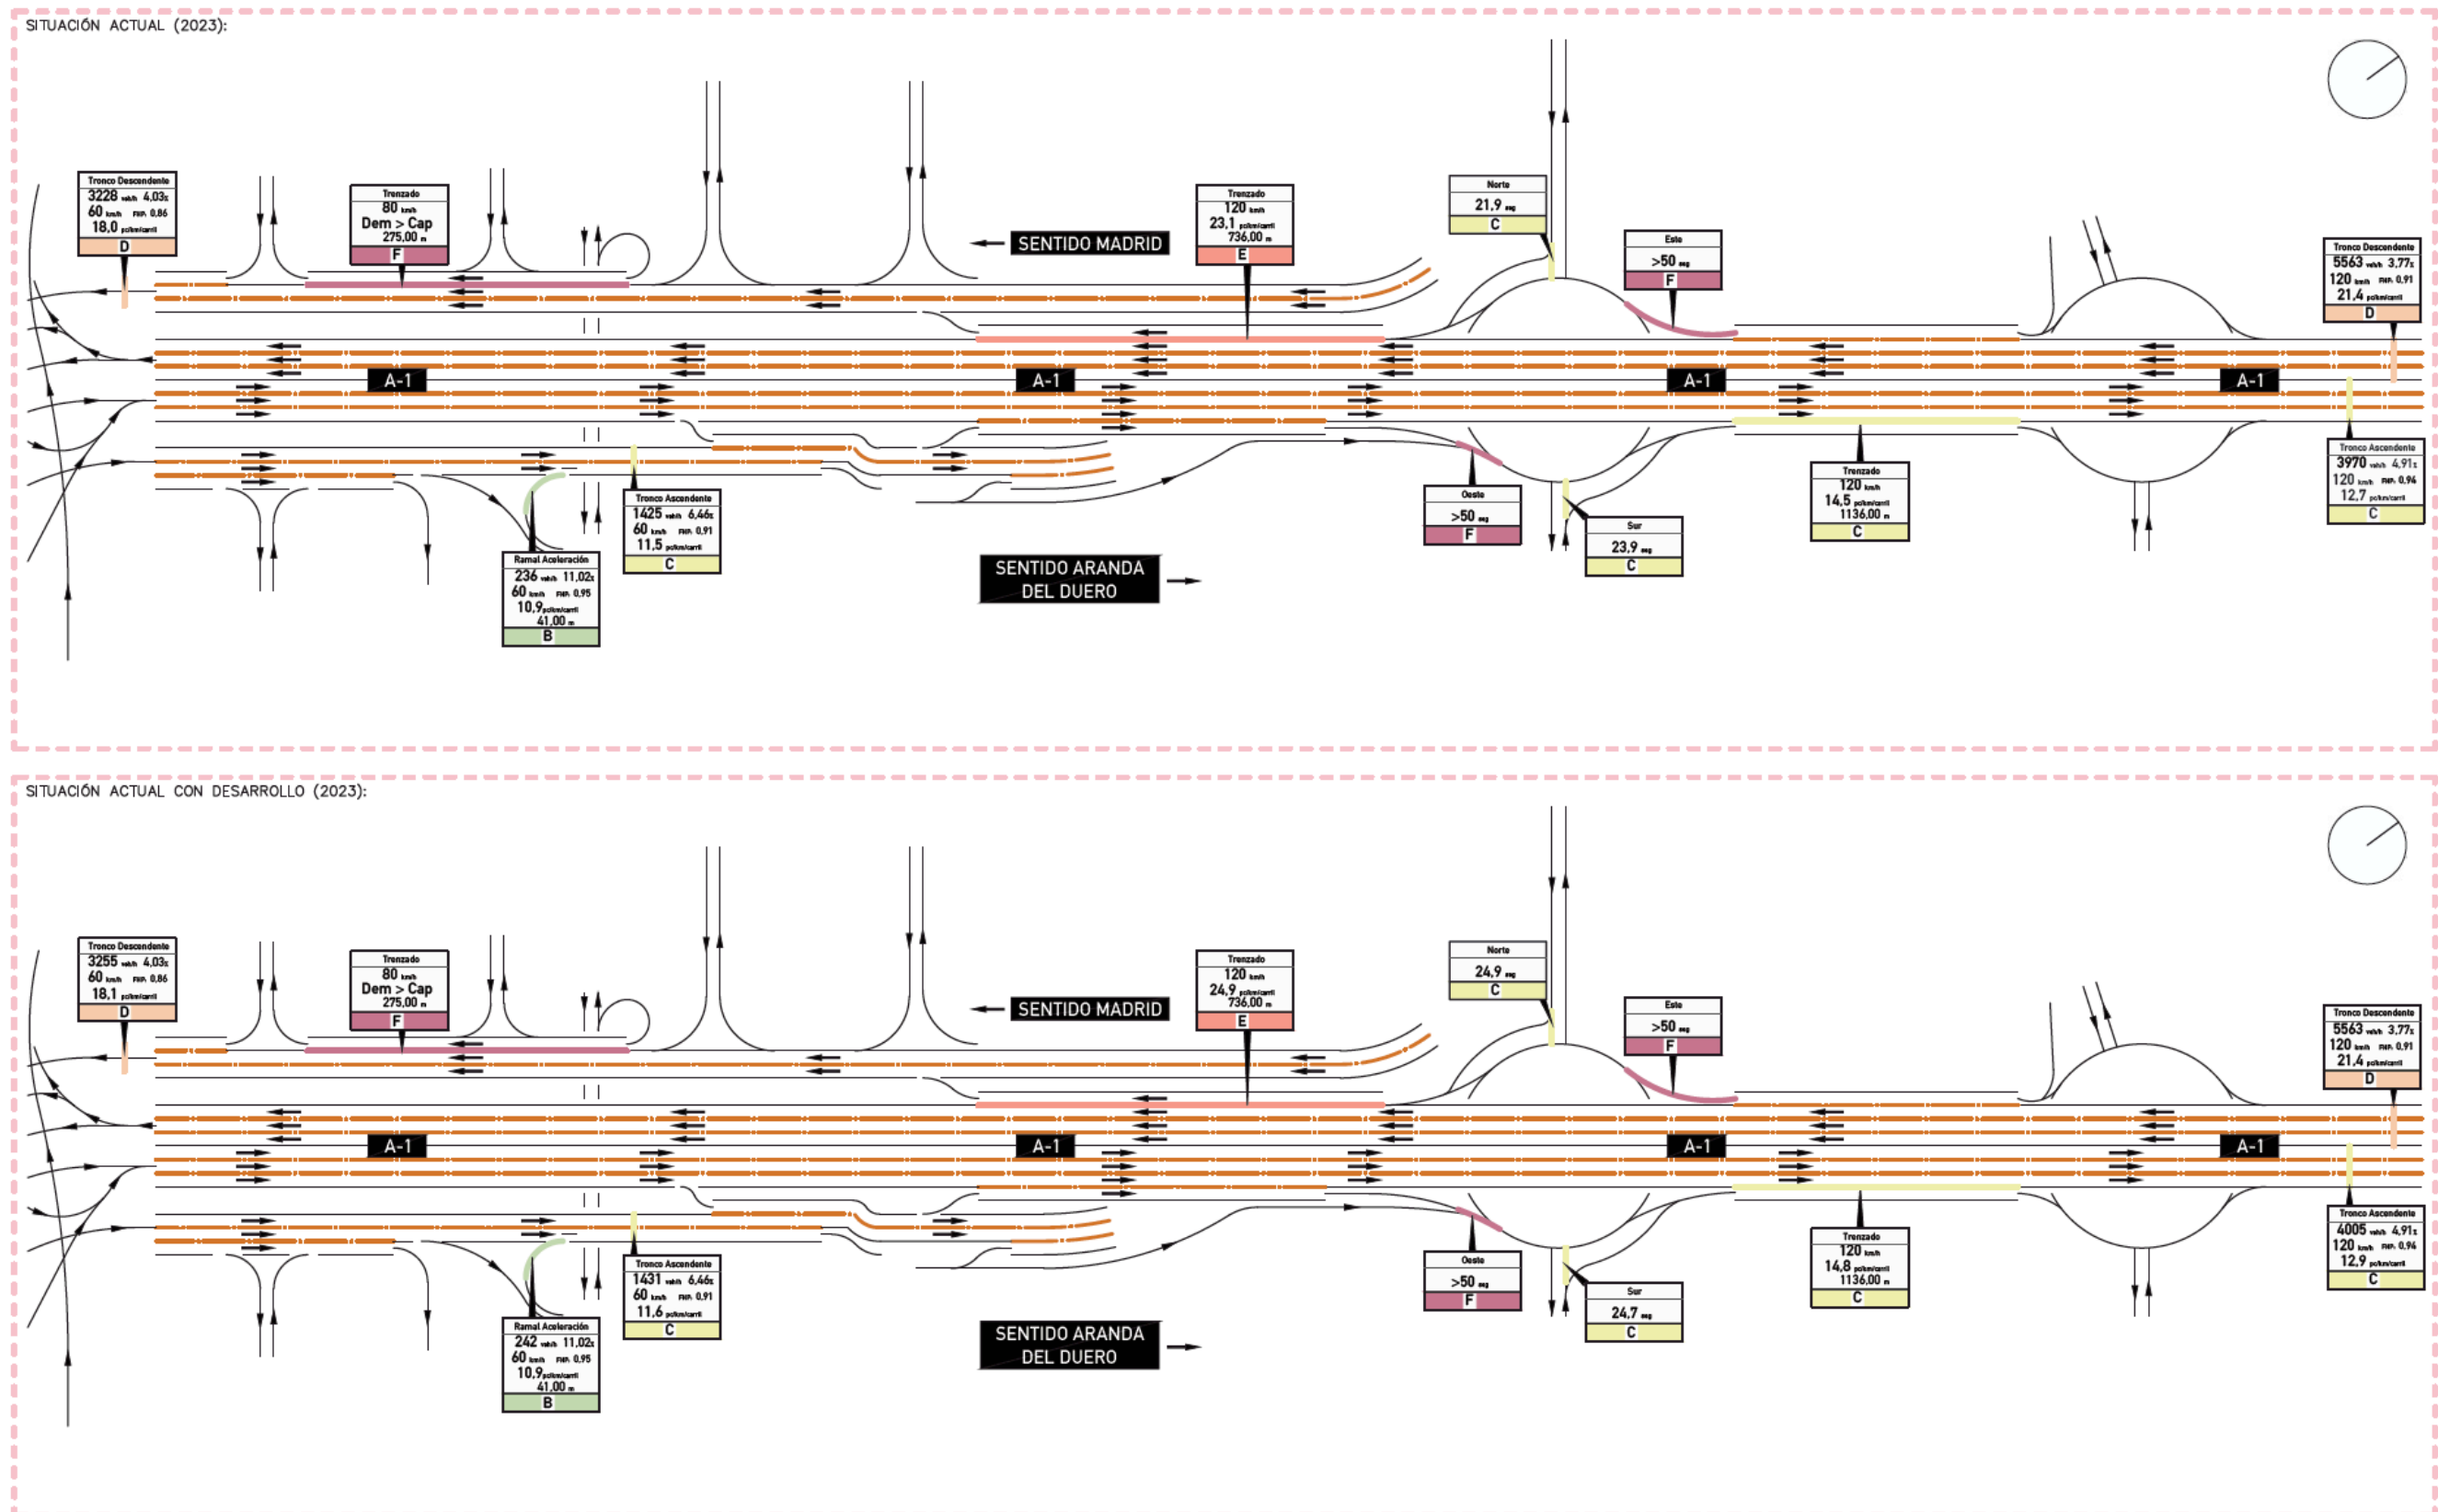 SITUACIÓN ACTUAL (2023):
Tronco Descendente
3228 veh/h 4,03%
60 km/h FHP: 0,86
18,0 pc/km/carril
D
Trenzado
80 km/h
Dem > Cap
275,00 m
F
SENTIDO MADRID
Trenzado
120 km/h
23,1 pc/km/carril
736,00 m
E
Norte
21,9 seg
C
Este
>50 seg
F
Tronco Descendente
5563 veh/h 3,77%
120 km/h FHP: 0,91
21,4 pc/km/carril
D
A-1
A-1
A-1
A-1
Ramal Aceleración
236 veh/h 11,02%
60 km/h FHP: 0,95
10,9 pc/km/carril
41,00 m
B
Tronco Ascendente
1425 veh/h 6,46%
60 km/h FHP: 0,91
11,5 pc/km/carril
C
SENTIDO ARANDA
DEL DUERO
Oeste
>50 seg
F
Sur
23,9 seg
C
Trenzado
120 km/h
14,5 pc/km/carril
1136,00 m
C
Tronco Ascendente
3970 veh/h 4,91%
120 km/h FHP: 0,94
12,7 pc/km/carril
C
SITUACIÓN ACTUAL CON DESARROLLO (2023):
Tronco Descendente
3255 veh/h 4,03%
60 km/h FHP: 0,86
18,1 pc/km/carril
D
Trenzado
80 km/h
Dem > Cap
275,00 m
F
SENTIDO MADRID
Trenzado
120 km/h
24,9 pc/km/carril
736,00 m
E
Norte
24,9 seg
C
Este
>50 seg
F
Tronco Descendente
5563 veh/h 3,77%
120 km/h FHP: 0,91
21,4 pc/km/carril
D
A-1
A-1
A-1
A-1
Ramal Aceleración
242 veh/h 11,02%
60 km/h FHP: 0,95
10,9 pc/km/carril
41,00 m
B
Tronco Ascendente
1431 veh/h 6,46%
60 km/h FHP: 0,91
11,6 pc/km/carril
C
SENTIDO ARANDA
DEL DUERO
Oeste
>50 seg
F
Sur
24,7 seg
C
Trenzado
120 km/h
14,8 pc/km/carril
1136,00 m
C
Tronco Ascendente
4005 veh/h 4,91%
120 km/h FHP: 0,94
12,9 pc/km/carril
C